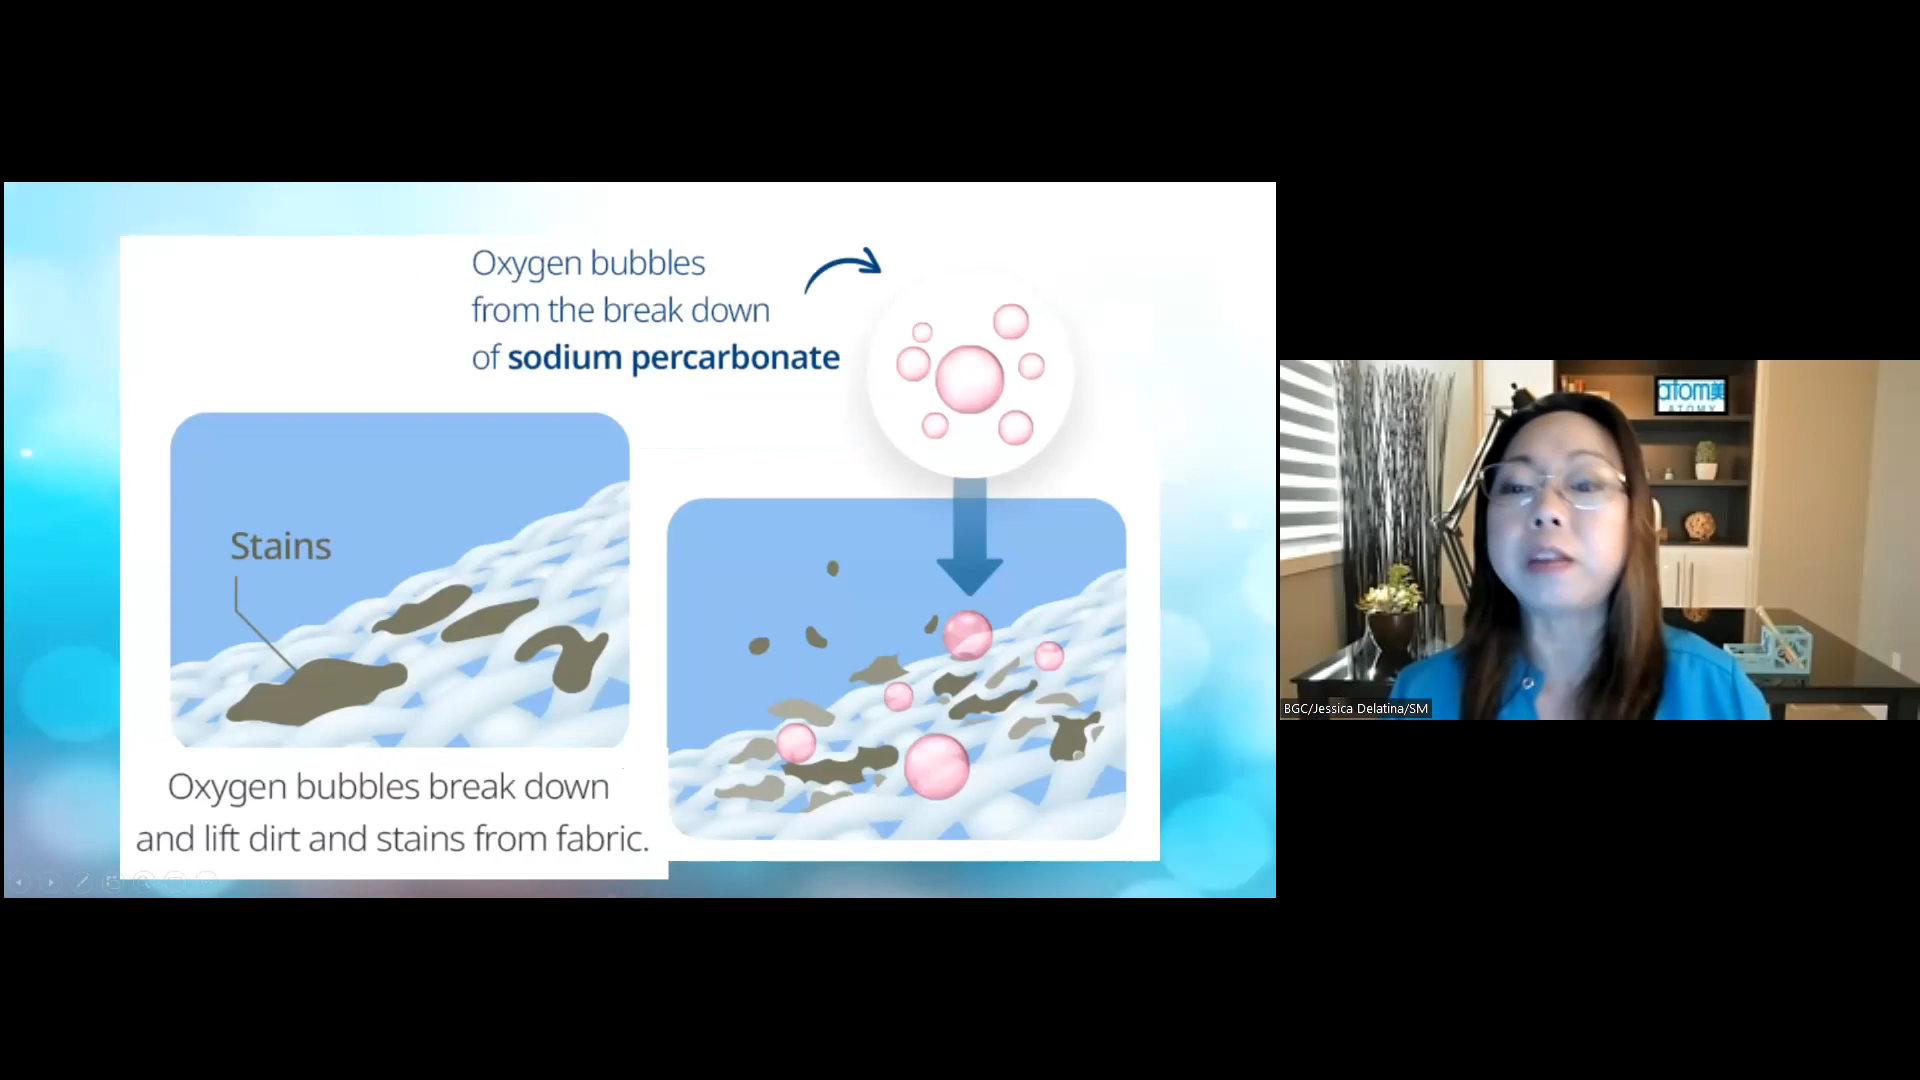 Oxygen bubbles
from the break down
of sodium percarbonate
Stains
Oxygen bubbles break down
and lift dirt and stains from fabric.
atom美
ATOMY
BGC/Jessica Delatina/SM